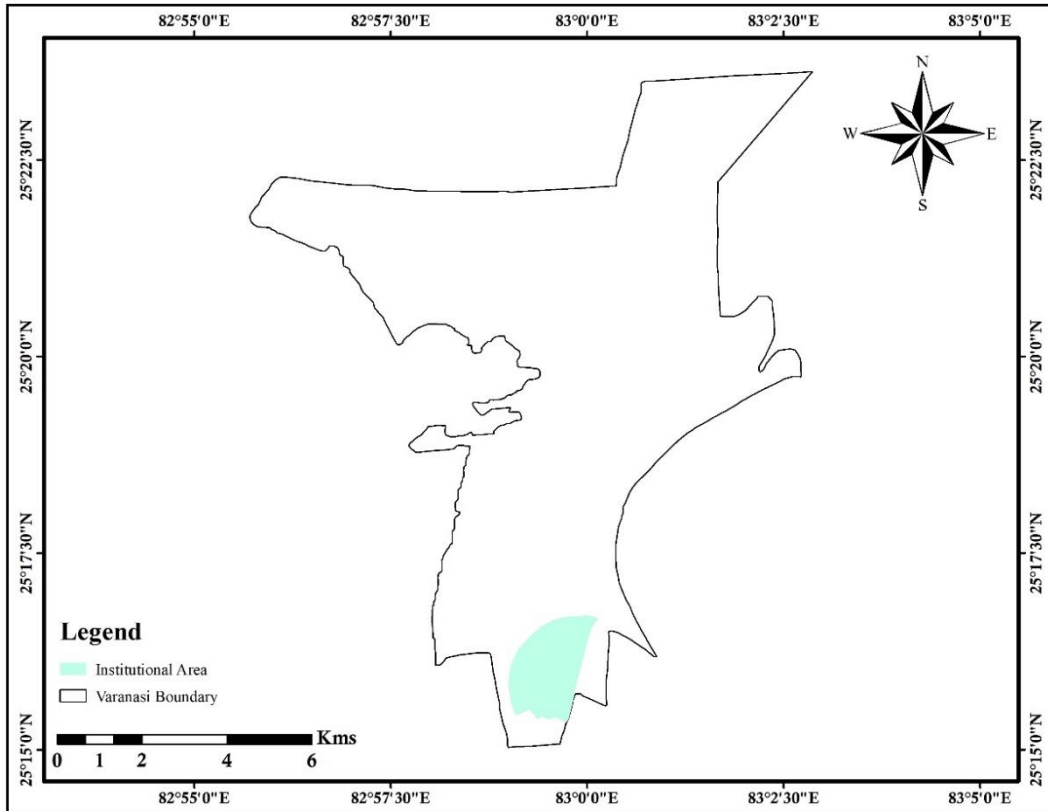 82°55'0"E 82°57'30"E 83°0'0"E 83°2'30"E 83°5'0"E
N
W E
S
25°22'30"N 25°22'30"N
25°20'0"N 25°20'0"N
25°17'30"N 25°17'30"N
25°15'0"N 25°15'0"N
Legend
Institutional Area
Varanasi Boundary
Kms
0 1 2 4 6
82°55'0"E 82°57'30"E 83°0'0"E 83°2'30"E 83°5'0"E